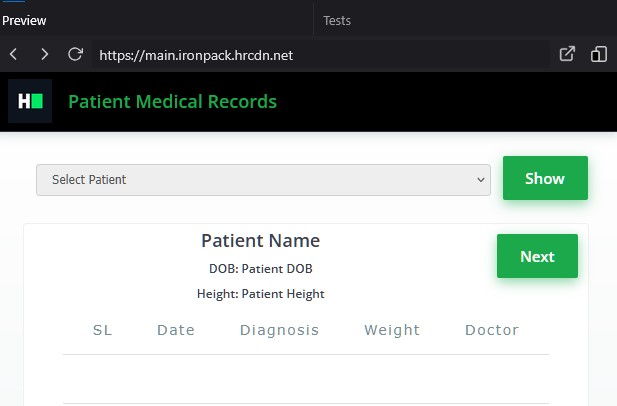 Preview
Tests
https://main.ironpack.hrcdn.net
H
Patient Medical Records
Select Patient
Show
Patient Name
Next
DOB: Patient DOB
Height: Patient Height
SL Date Diagnosis Weight Doctor